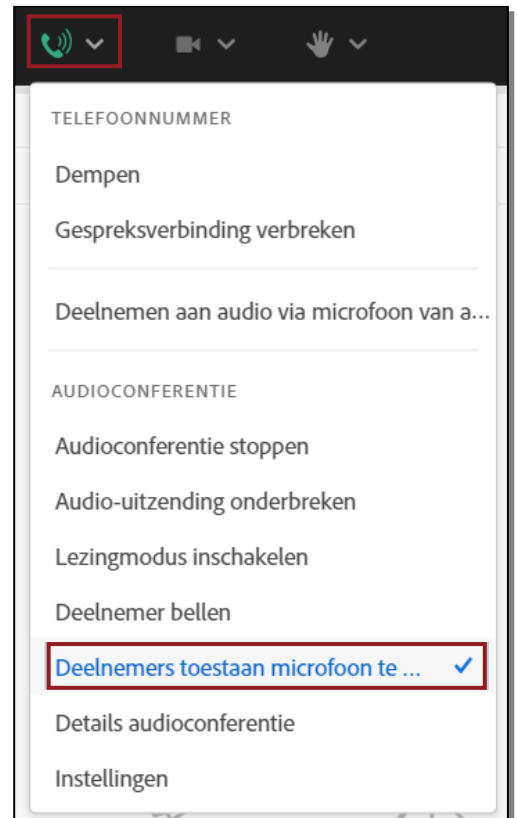 TELEFOONNUMMER
Dempen
Gespreksverbinding verbreken
Deelnemen aan audio via microfoon van a...
AUDIOCONFERENTIE
Audioconferentie stoppen
Audio-uitzending onderbreken
Lezingmodus inschakelen
Deelnemer bellen
Deelnemers toestaan microfoon te ...
Details audioconferentie
Instellingen